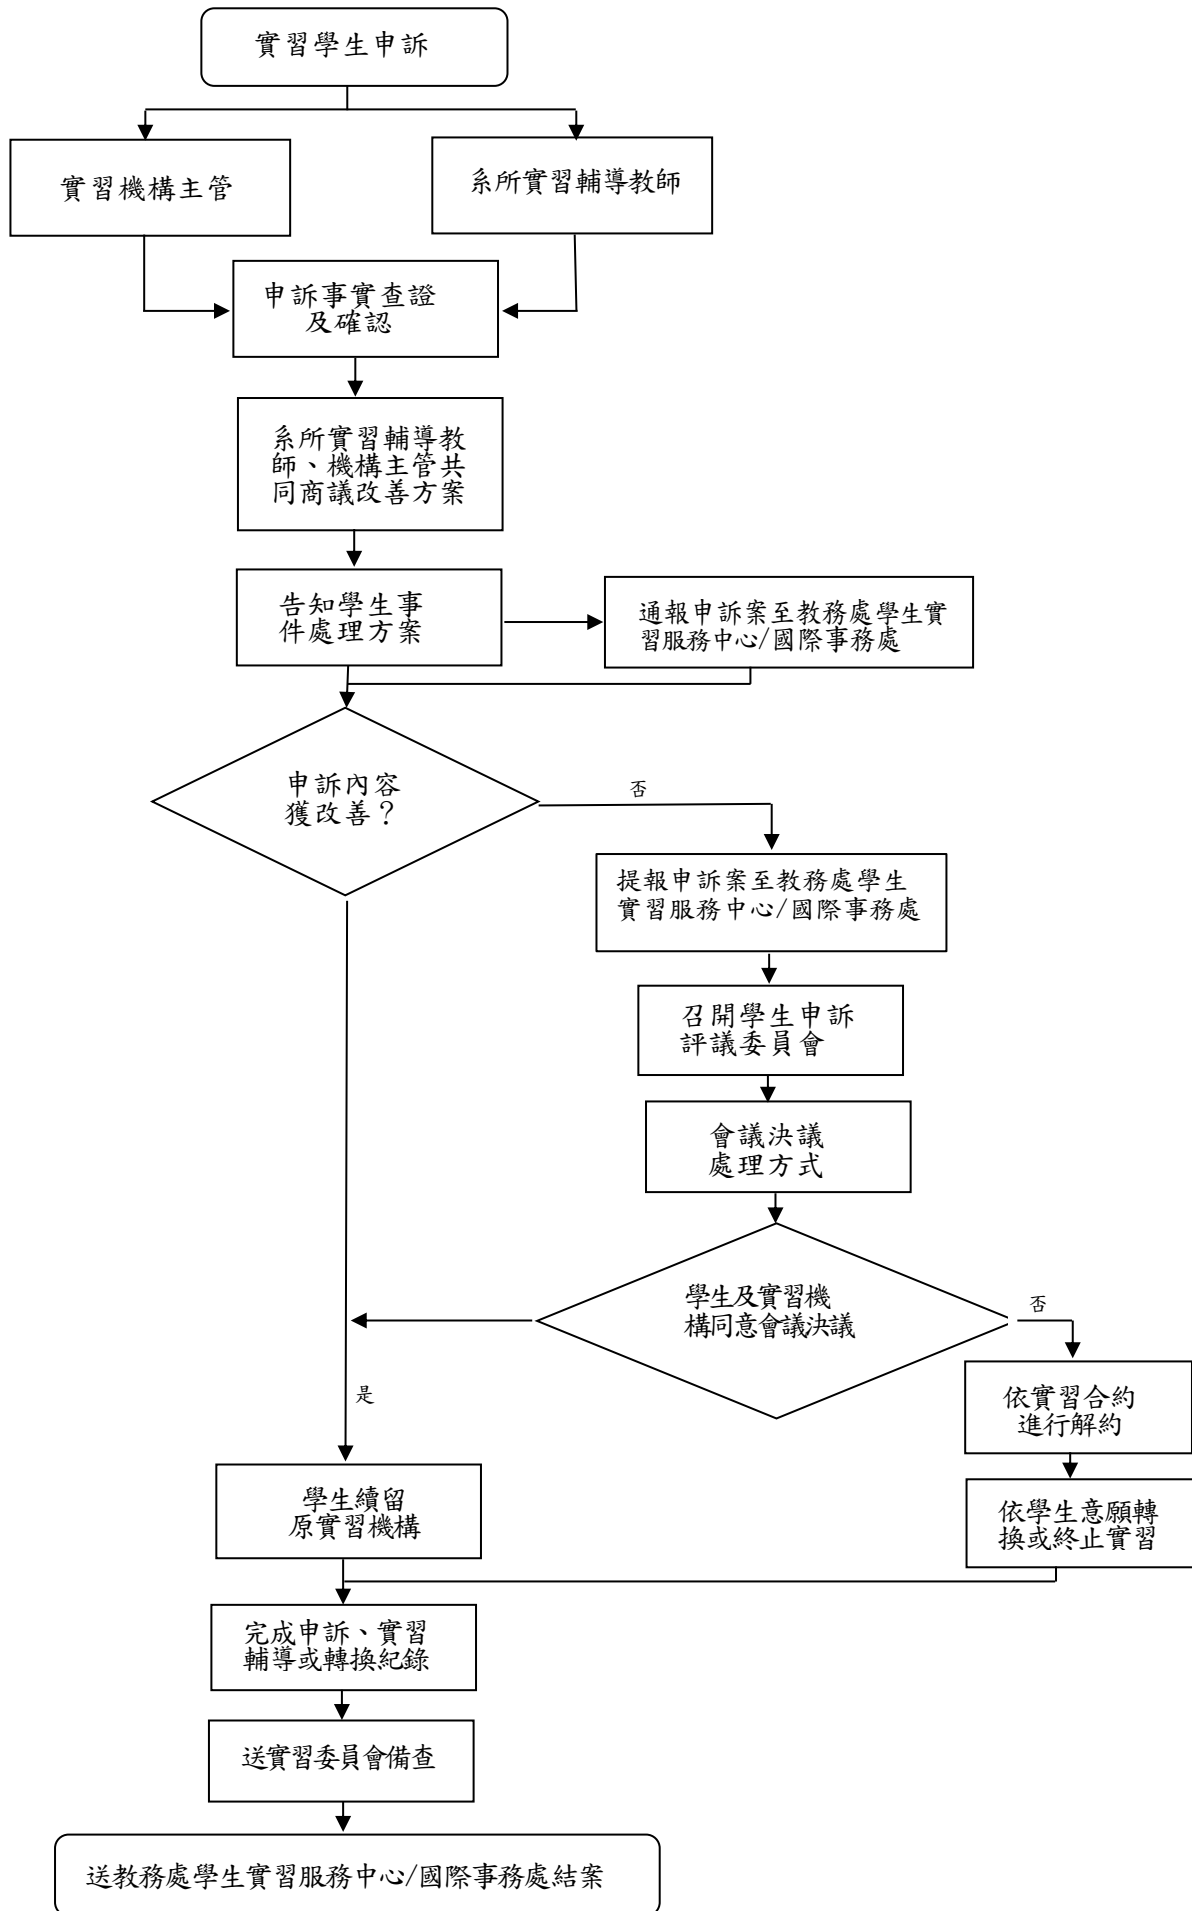 實習學生申訴
實習機構主管
系所實習輔導教師
申訴事實查證
及確認
系所實習輔導教
師、機構主管共
同商議改善方案
告知學生事
件處理方案
通報申訴案至教務處學生實
習服務中心/國際事務處
申訴內容
獲改善？
否
提報申訴案至教務處學生
實習服務中心/國際事務處
召開學生申訴
評議委員會
會議決議
處理方式
學生及實習機
構同意會議決議
否
是
依實習合約
進行解約
學生續留
原實習機構
依學生意願轉
換或終止實習
完成申訴、實習
輔導或轉換紀錄
送實習委員會備查
送教務處學生實習服務中心/國際事務處結案